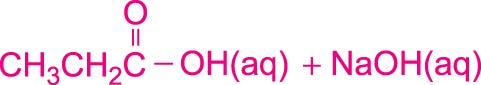 O
CH₃CH₂C–OH(aq) + NaOH(aq)